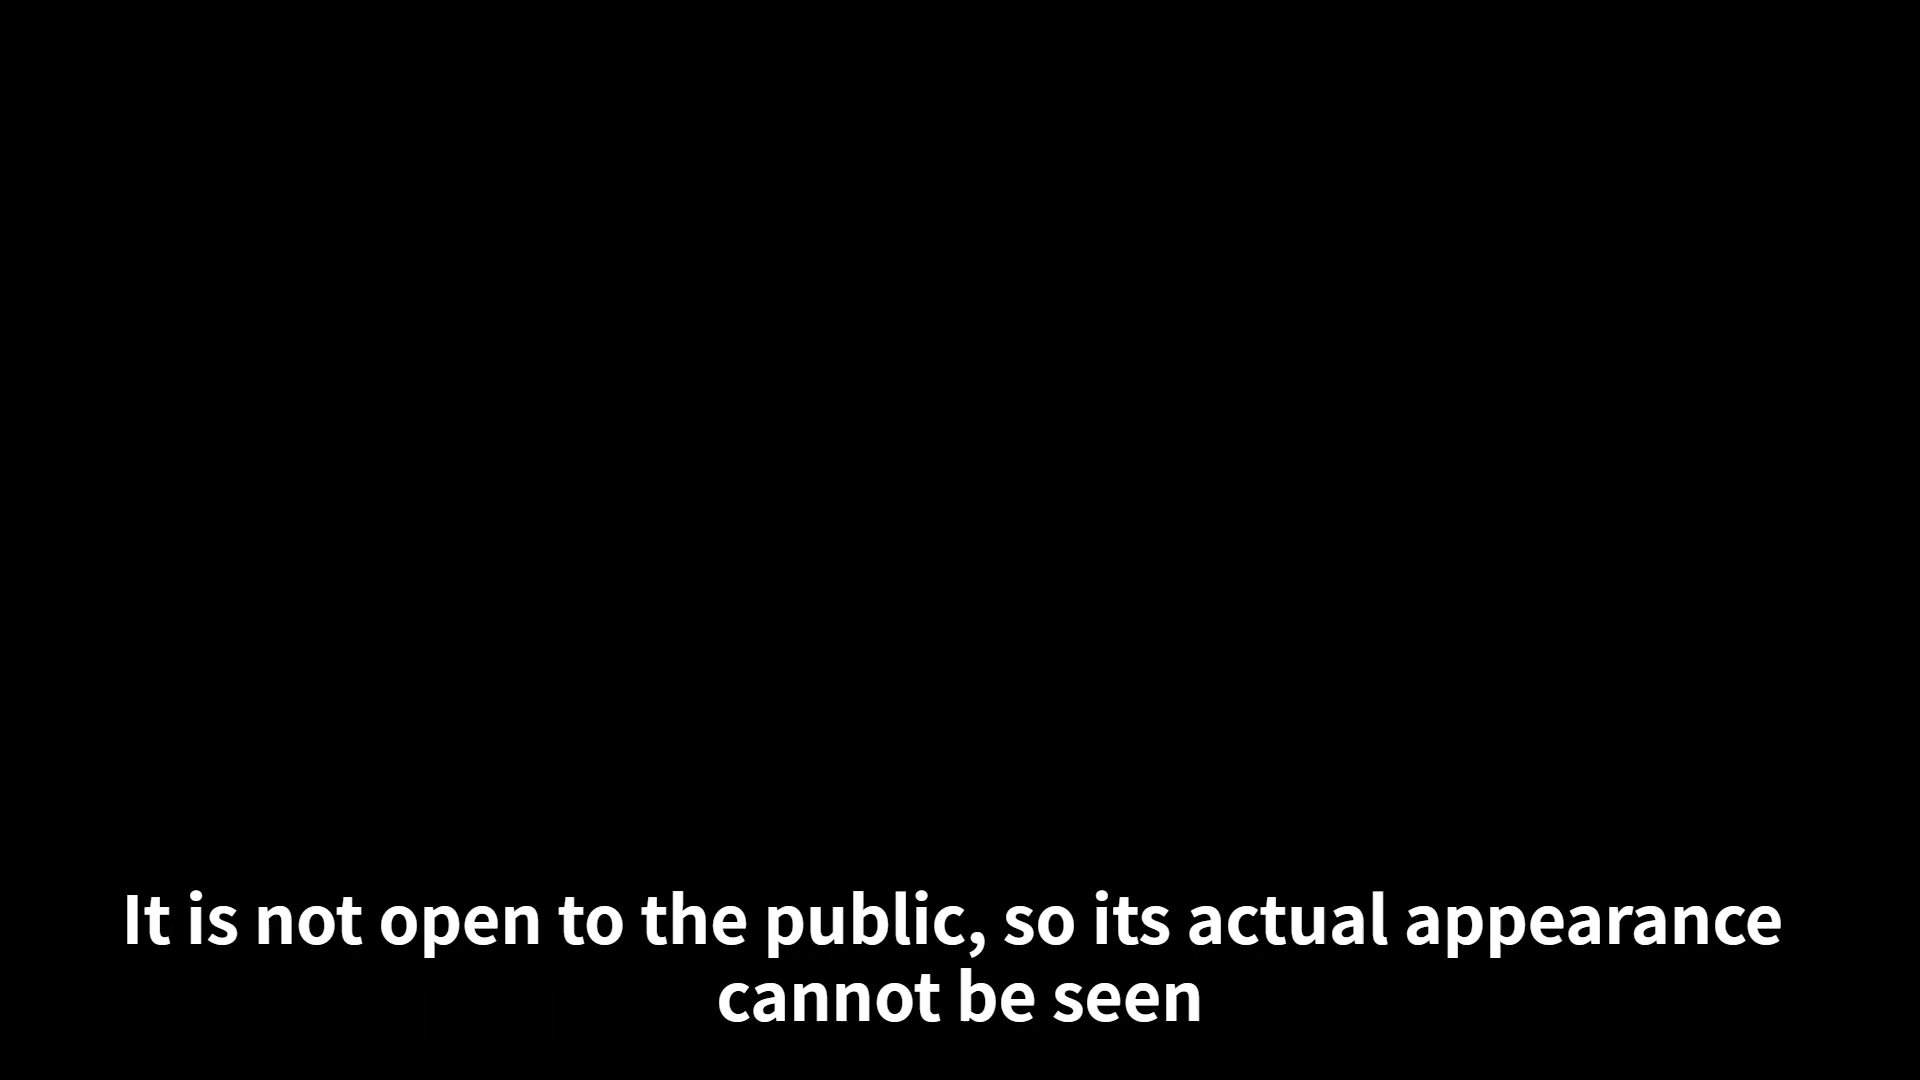 It is not open to the public, so its actual appearance
cannot be seen